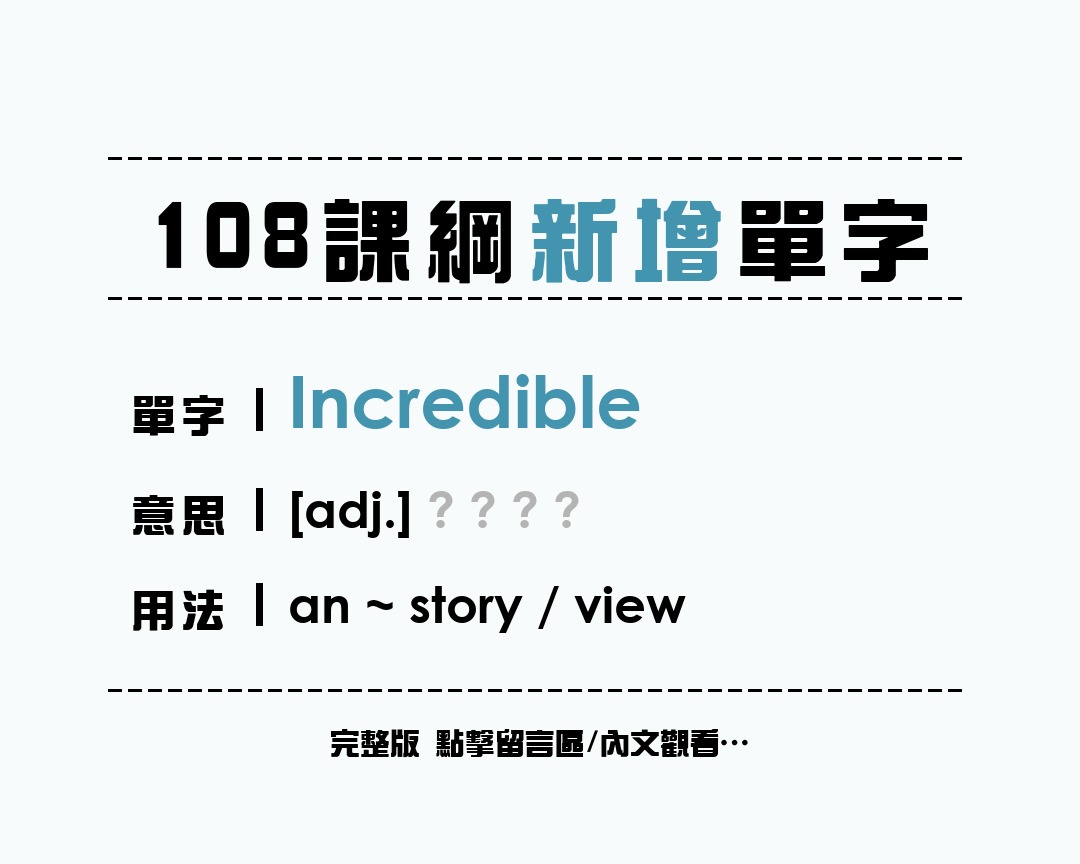 108課綱新增單字
單字 | Incredible
意思 | [adj.] ？？？？
用法 | an ~ story / view
完整版 點擊留言區/內文觀看…